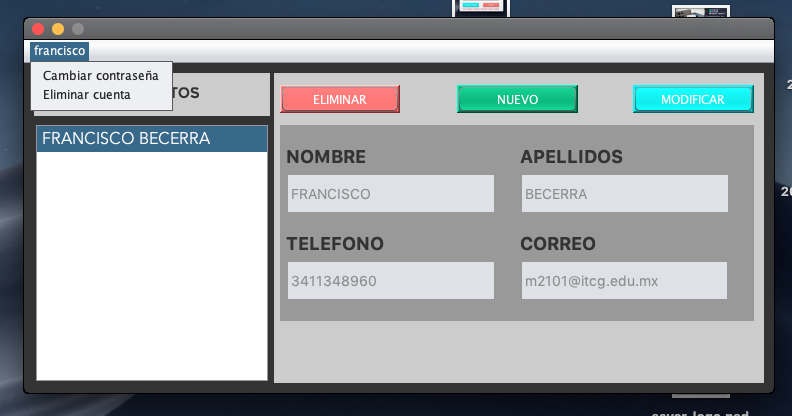 francisco
Cambiar contraseña
Eliminar cuenta
TOS
FRANCISCO BECERRA
ELIMINAR
NUEVO
MODIFICAR
NOMBRE
APELLIDOS
FRANCISCO
BECERRA
TELEFONO
CORREO
3411348960
m2101@itcg.edu.mx